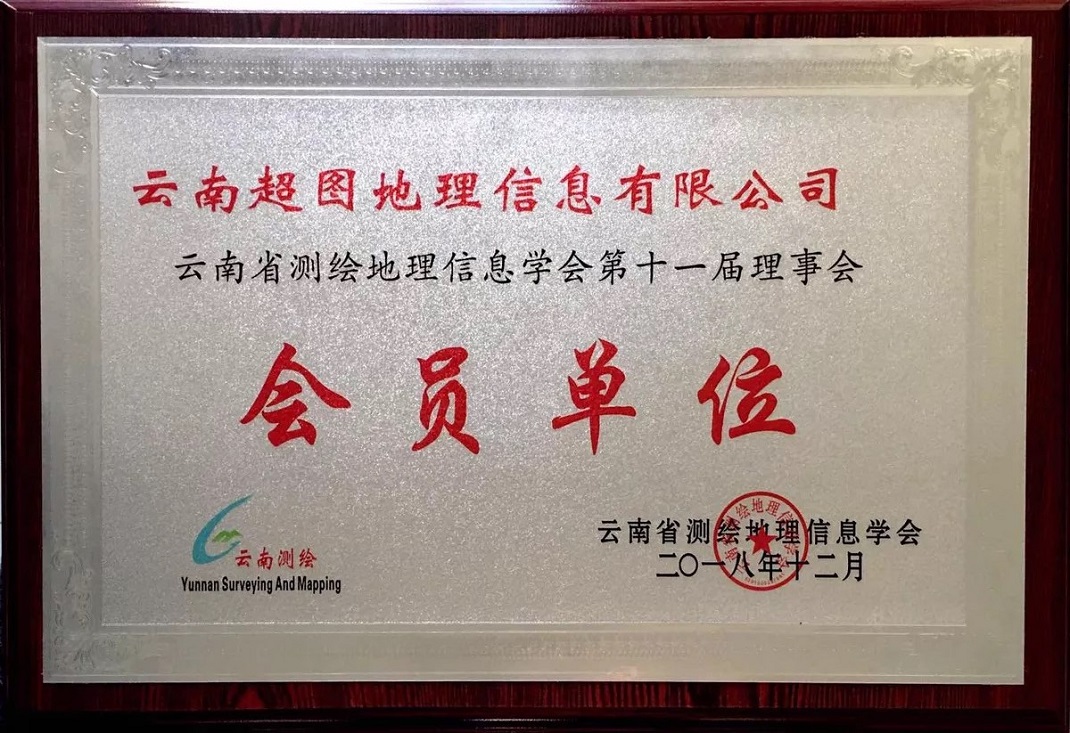 云南超图地理信息有限公司
云南省测绘地理信息学会第十一届理事会
会员单位
云南测绘
Yunnan Surveying And Mapping
云南省测绘地理信息学会
二〇一八年十二月